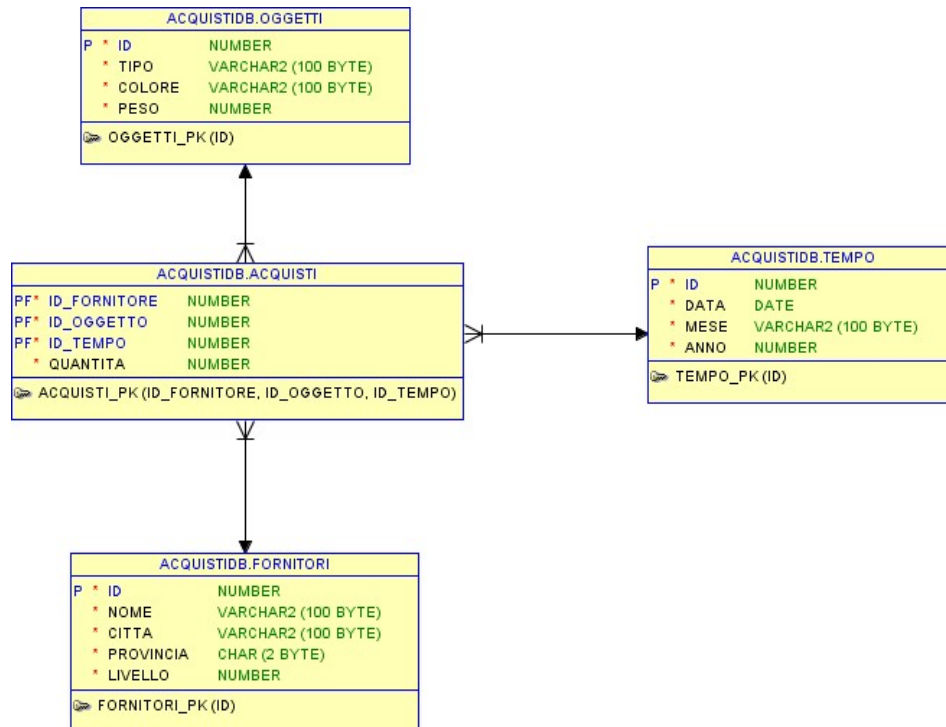 ACQUISTIDB.OGGETTI
P * ID NUMBER
* TIPO VARCHAR2 (100 BYTE)
* COLORE VARCHAR2 (100 BYTE)
* PESO NUMBER
OGGETTI_PK (ID)
ACQUISTIDB.ACQUISTI
PF* ID_FORNITORE NUMBER
PF* ID_OGGETTO NUMBER
PF* ID_TEMPO NUMBER
* QUANTITA NUMBER
ACQUISTI_PK (ID_FORNITORE, ID_OGGETTO, ID_TEMPO)
ACQUISTIDB.TEMPO
P * ID NUMBER
* DATA DATE
* MESE VARCHAR2 (100 BYTE)
* ANNO NUMBER
TEMPO_PK (ID)
ACQUISTIDB.FORNITORI
P * ID NUMBER
* NOME VARCHAR2 (100 BYTE)
* CITTA VARCHAR2 (100 BYTE)
* PROVINCIA CHAR (2 BYTE)
* LIVELLO NUMBER
FORNITORI_PK (ID)